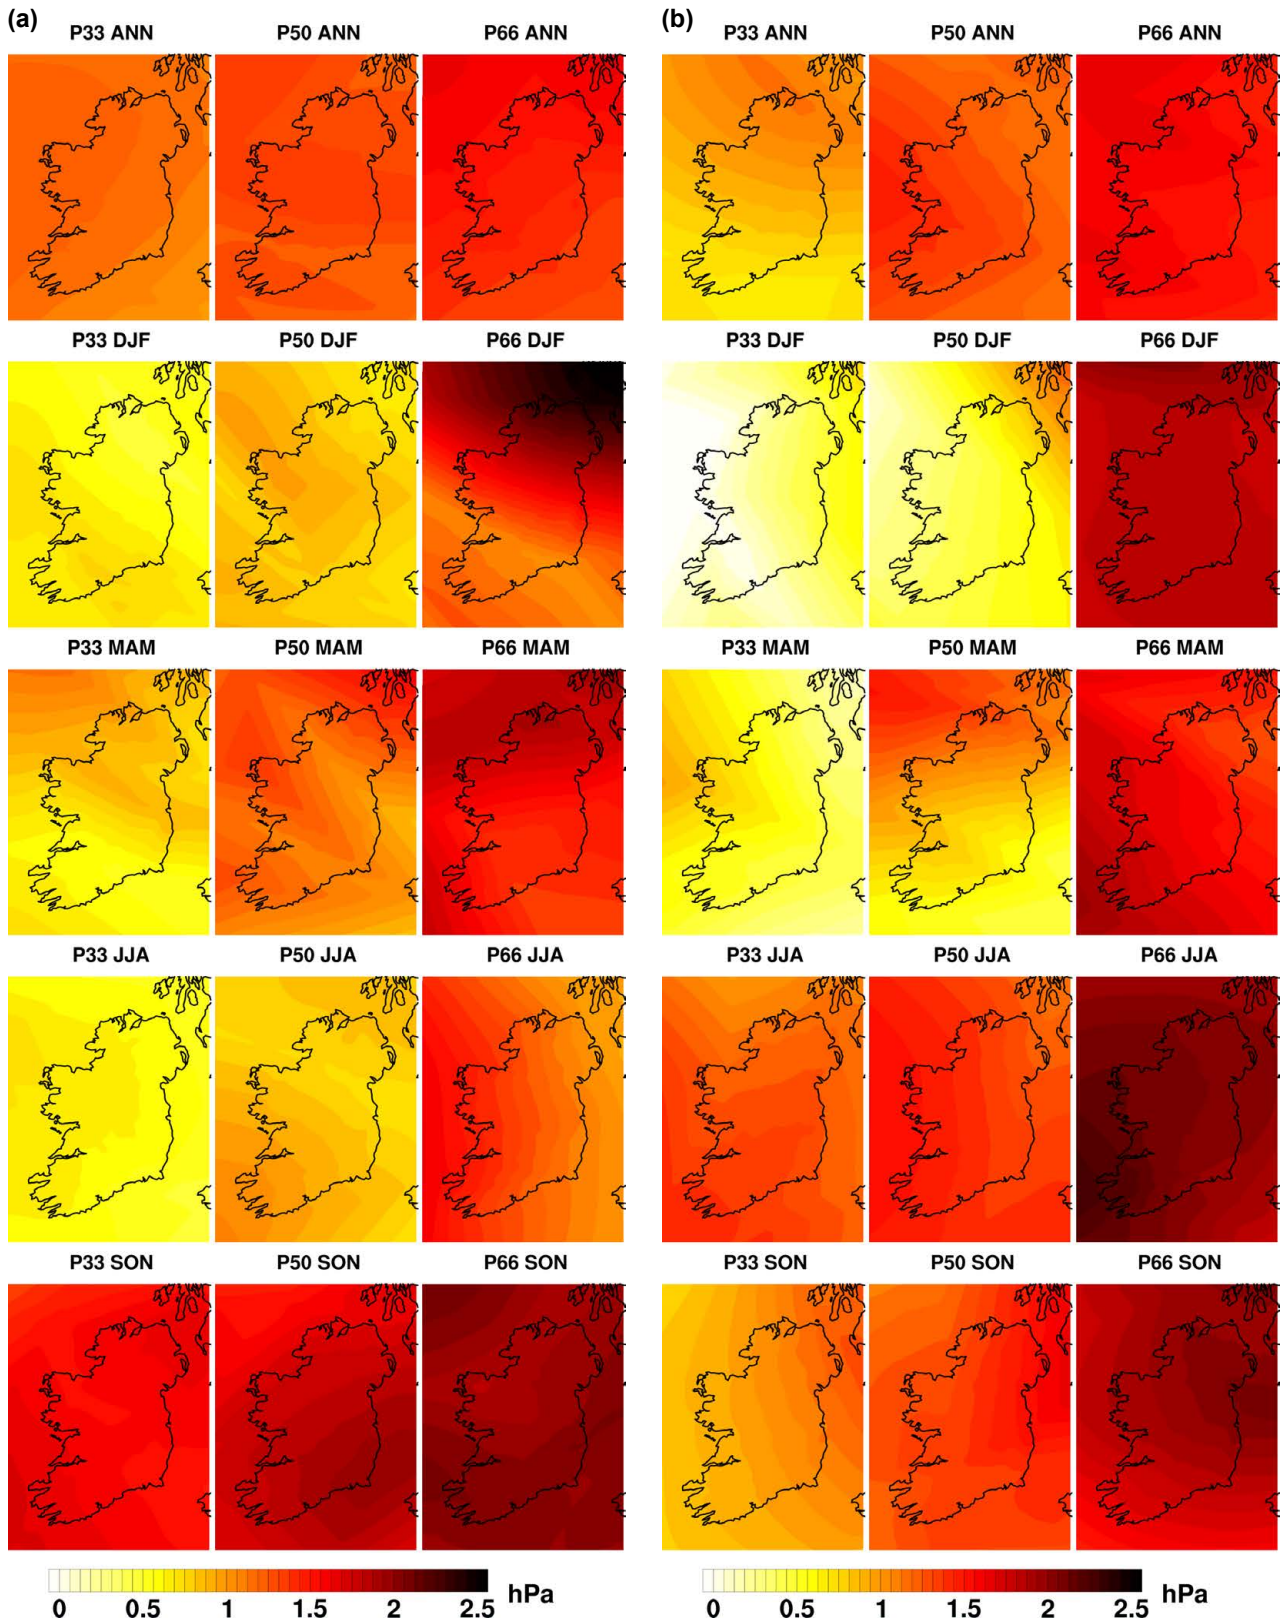 (a) (b)
P33 ANN P50 ANN P66 ANN P33 ANN P50 ANN P66 ANN
P33 DJF P50 DJF P66 DJF P33 DJF P50 DJF P66 DJF
P33 MAM P50 MAM P66 MAM P33 MAM P50 MAM P66 MAM
P33 JJA P50 JJA P66 JJA P33 JJA P50 JJA P66 JJA
P33 SON P50 SON P66 SON P33 SON P50 SON P66 SON
hPa hPa
0 0.5 1 1.5 2 2.5 0 0.5 1 1.5 2 2.5